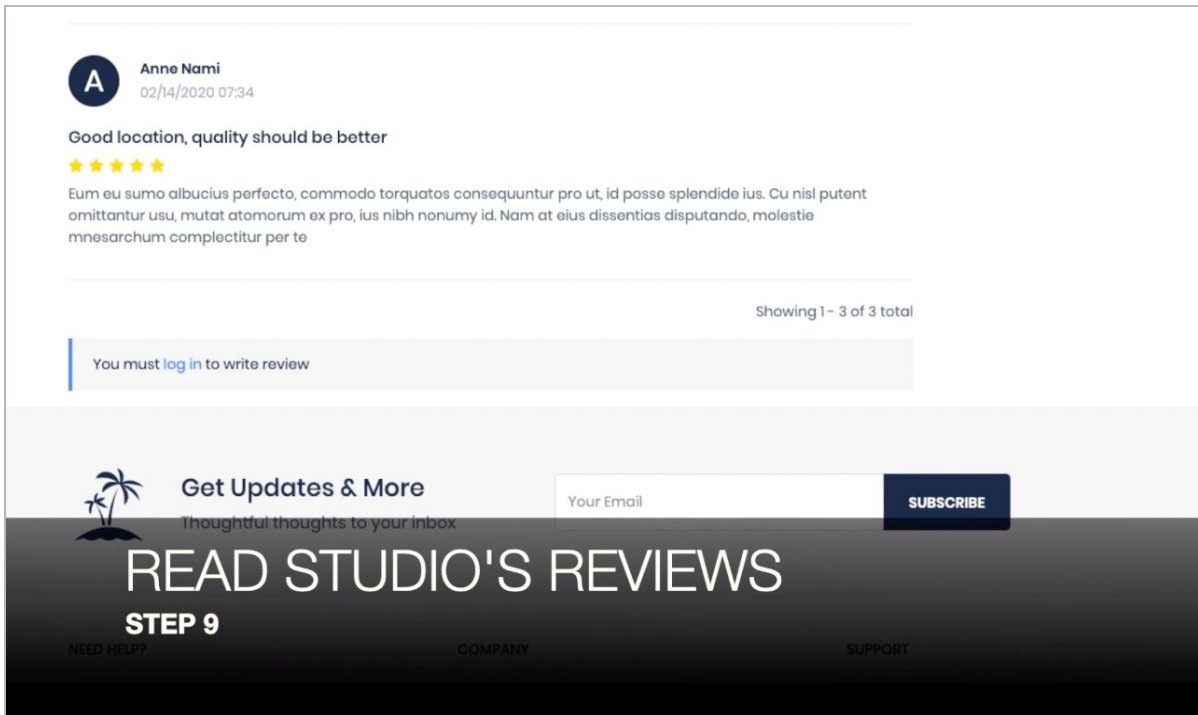 A
Anne Nami
02/14/2020 07:34
Good location, quality should be better
Eum eu sumo albucius perfecto, commodo torquatos consequuntur pro ut, id posse splendide ius. Cu nisl putent
omittantur usu, mutat atomorum ex pro, ius nibh nonumy id. Nam at eius dissentias disputando, molestie
mnesarchum complectitur per te
Showing 1 - 3 of 3 total
You must log in to write review
Get Updates & More
Thoughtful thoughts to your inbox
Your Email
SUBSCRIBE
READ STUDIO'S REVIEWS
STEP 9
NEED HELP?
COMPANY
SUPPORT